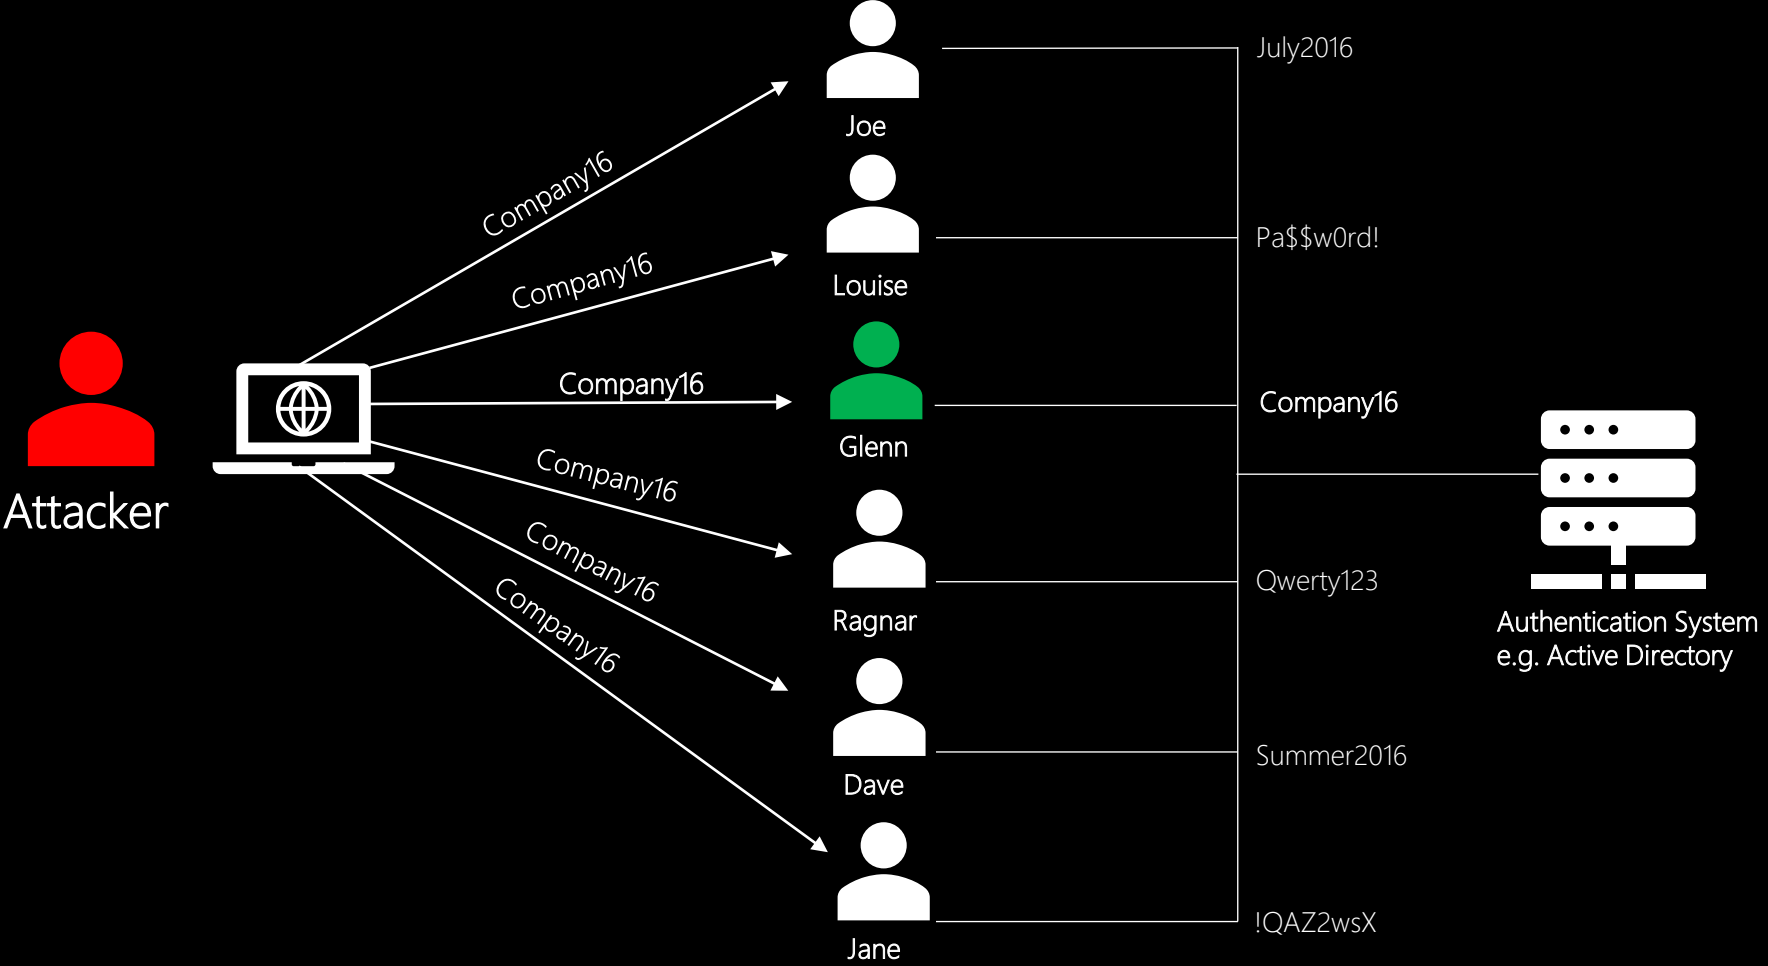 Attacker
Company16
Company16
Company16
Company16
Company16
Company16
Joe
Louise
Glenn
Ragnar
Dave
Jane
July2016
Pa$$w0rd!
Company16
Qwerty123
Summer2016
!QAZ2wsX
Authentication System
e.g. Active Directory